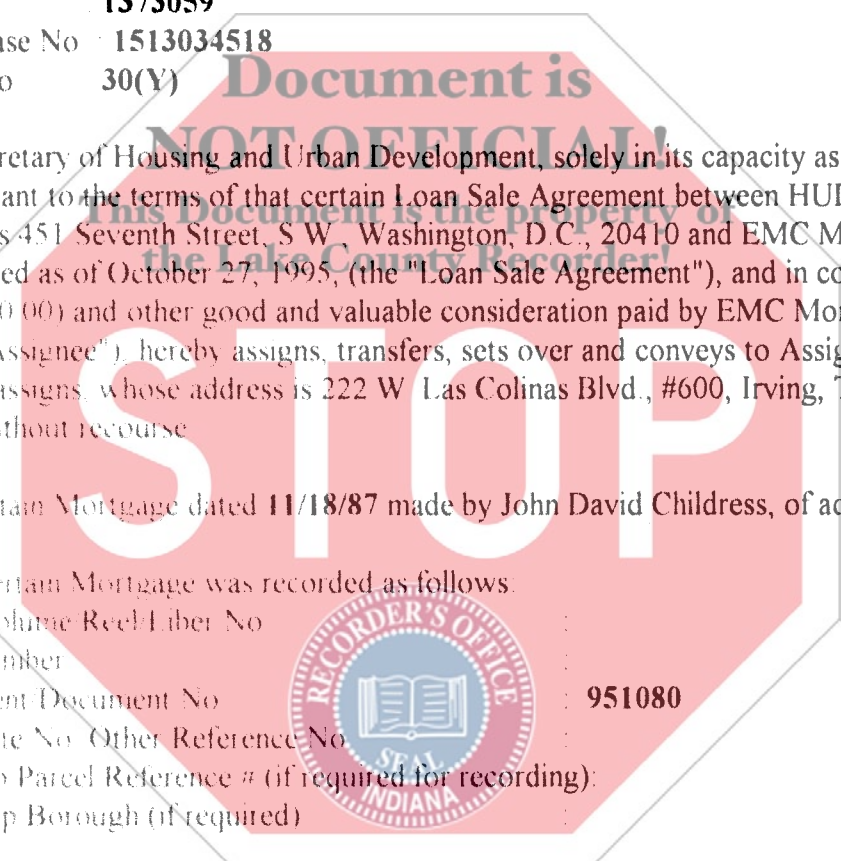 1373059
ase No 1513034518
o 30(Y)
Document is
NOT OFFICIAL!
This Document is the property of
the Lake County Recorder!
retary of Housing and Urban Development, solely in its capacity as
ant to the terms of that certain Loan Sale Agreement between HUD
s 451 Seventh Street, S.W., Washington, D.C., 20410 and EMC M
ed as of October 27, 1995, (the "Loan Sale Agreement"), and in co
0.00) and other good and valuable consideration paid by EMC Mo
ssignee"), hereby assigns, transfers, sets over and conveys to Assig
assigns, whose address is 222 W. Las Colinas Blvd., #600, Irving, T
ithout recourse
STOP
tain Mortgage dated 11/18/87 made by John David Childress, of ad
rtain Mortgage was recorded as follows:
olume/Reel/Liber No :
mber :
ent/Document No : 951080
te No./Other Reference No :
o Parcel Reference # (if required for recording):
p Borough (if required) :
RECORDER'S OFFICE
SEAL
INDIANA